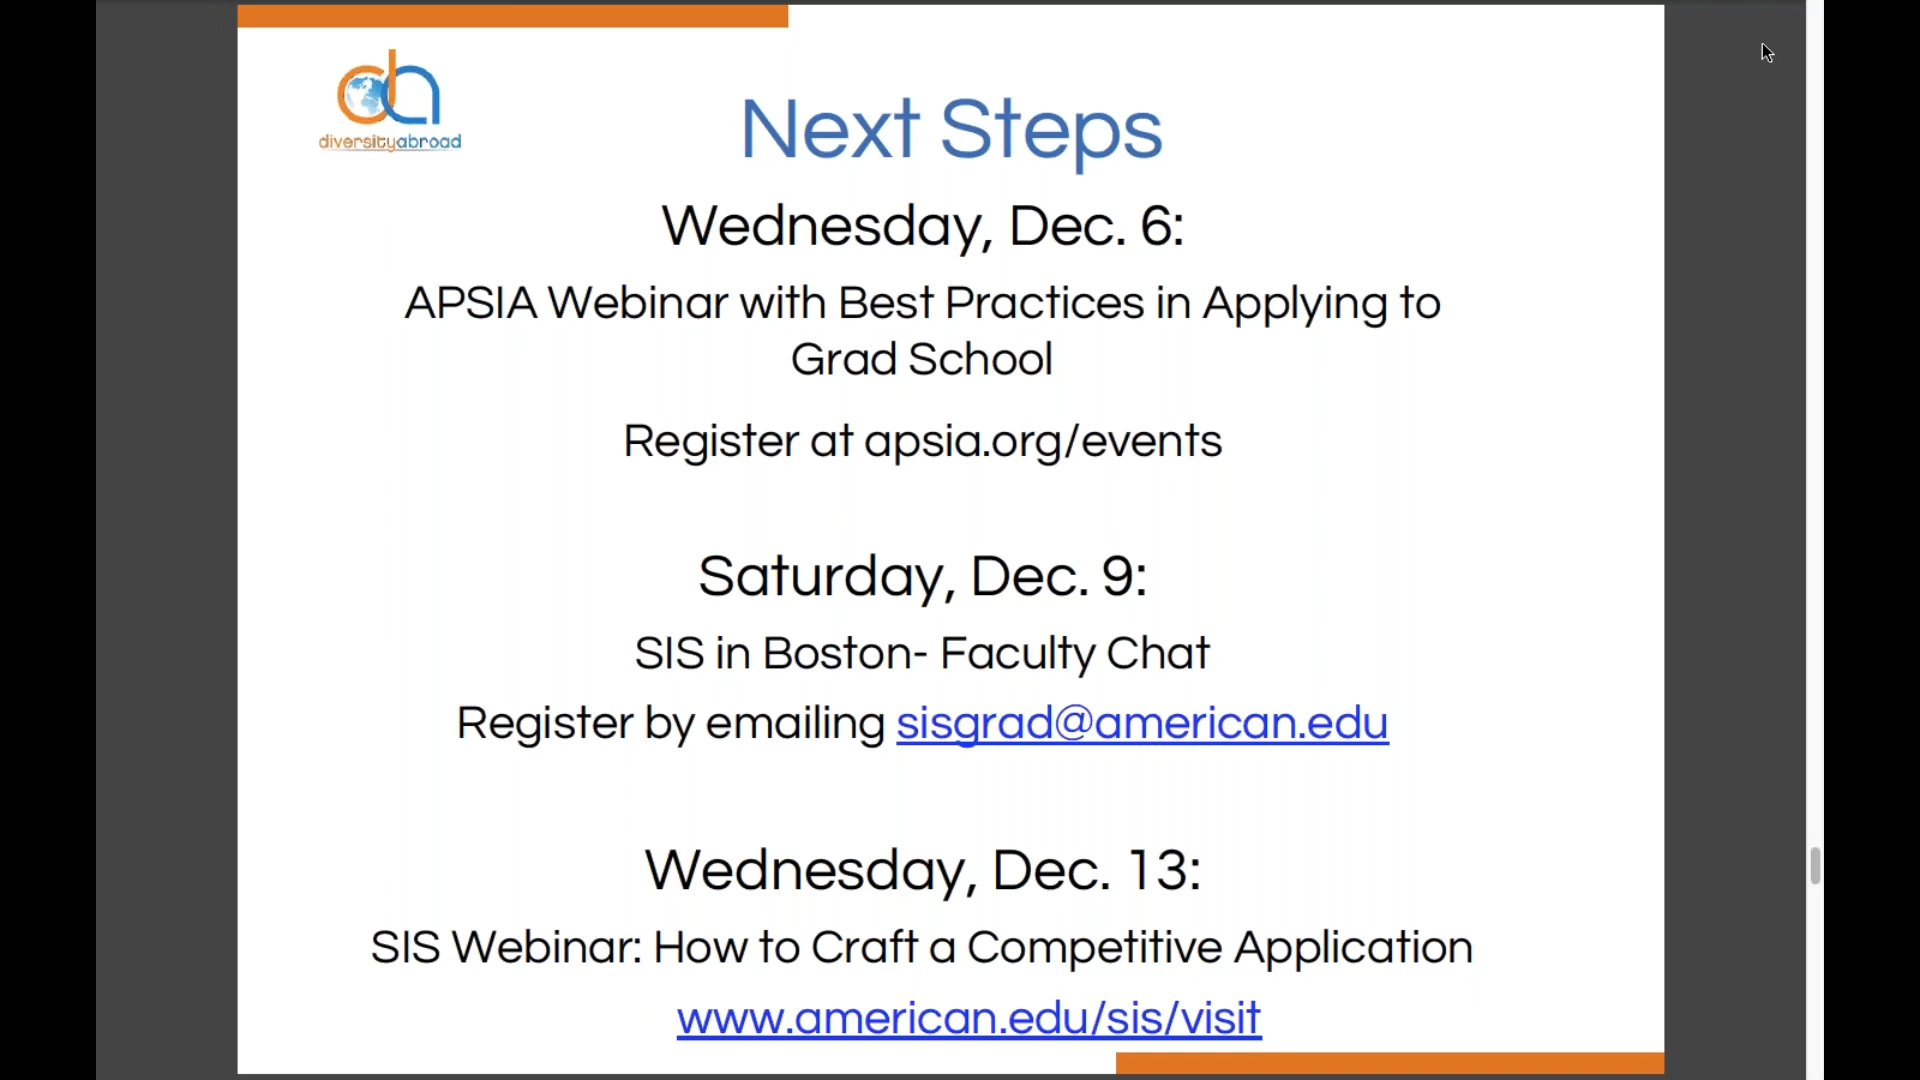 diversityabroad
Next Steps
Wednesday, Dec. 6:
APSIA Webinar with Best Practices in Applying to
Grad School
Register at apsia.org/events
Saturday, Dec. 9:
SIS in Boston- Faculty Chat
Register by emailing sisgrad@american.edu
Wednesday, Dec. 13:
SIS Webinar: How to Craft a Competitive Application
www.american.edu/sis/visit